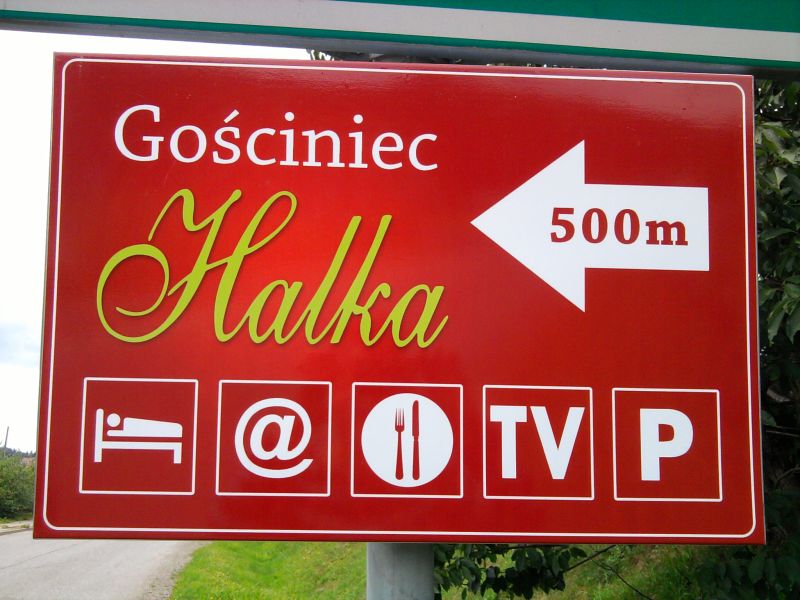 Gościniec
Halka
500m
@ TV P